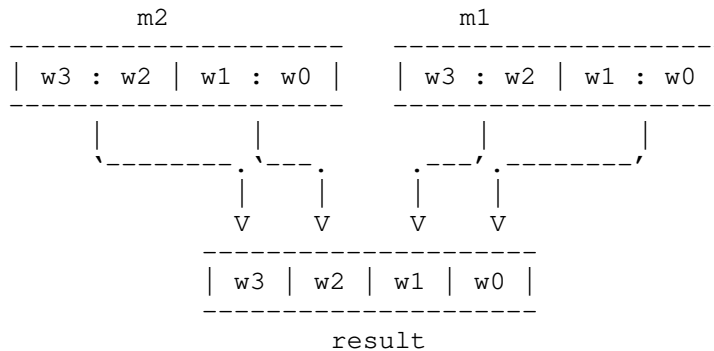 m2 m1
| w3 : w2 | w1 : w0 | | w3 : w2 | w1 : w0
V V V V
| w3 | w2 | w1 | w0 |
result